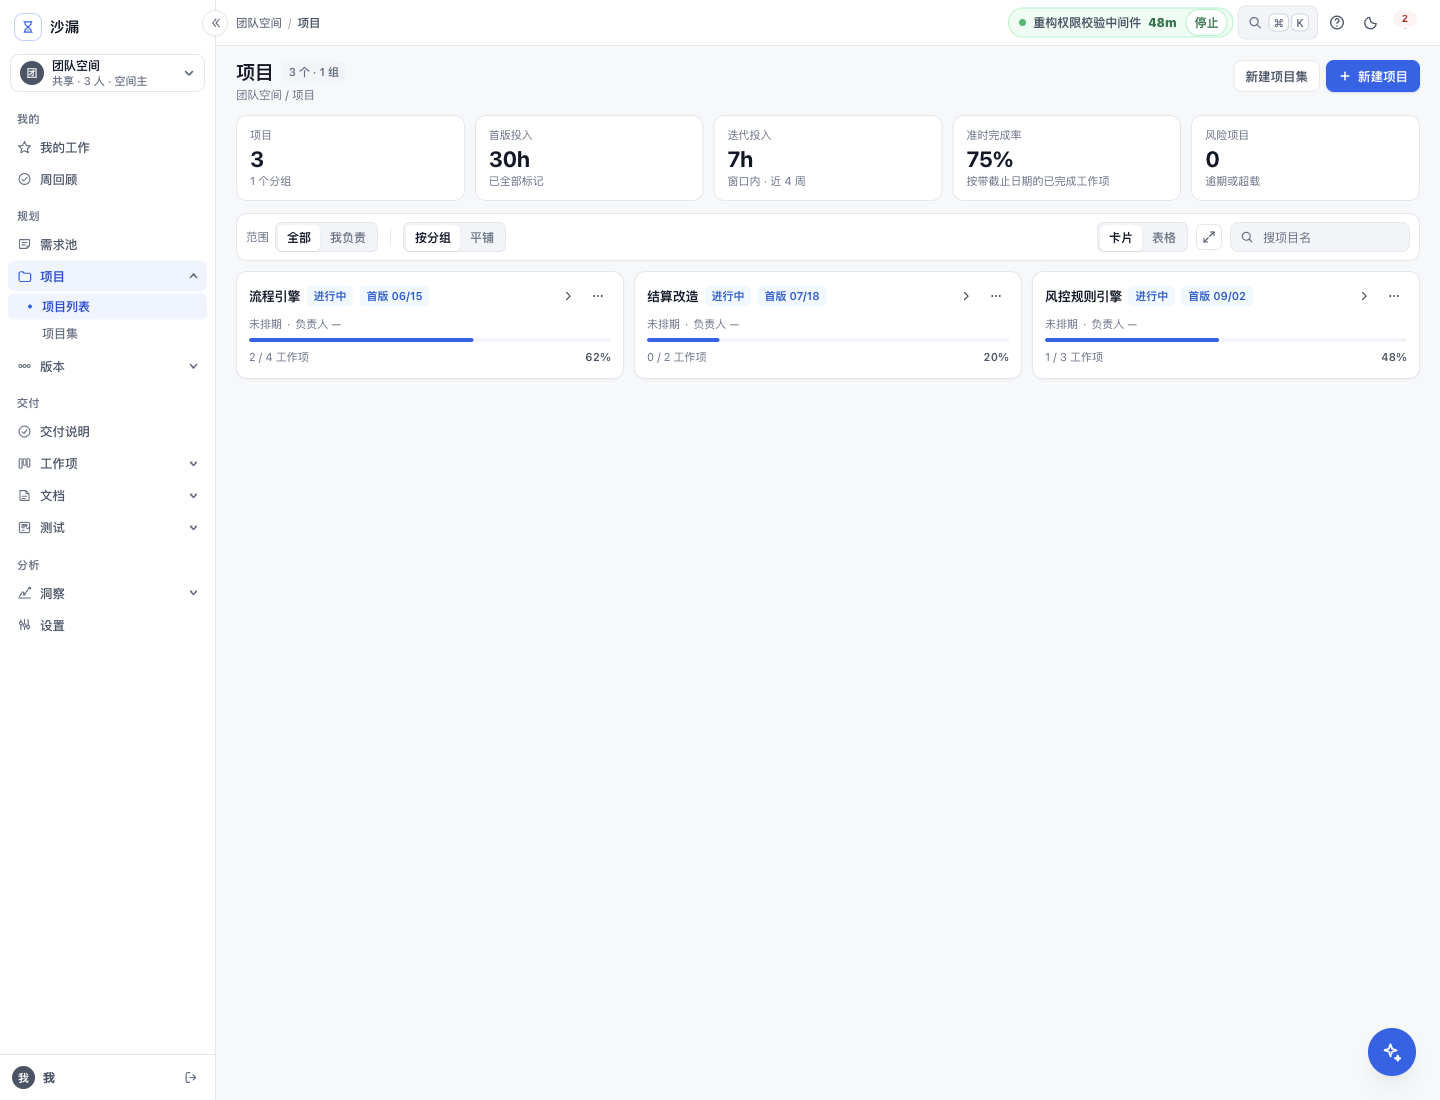 沙漏
团
团队空间
共享 · 3 人 · 空间主
我的
我的工作
周回顾
规划
需求池
项目
项目列表
项目集
版本
交付
交付说明
工作项
文档
测试
分析
洞察
设置
我
我
团队空间 / 项目
重构权限校验中间件 48m 停止
⌘ K
2
项目 3 个 · 1 组
团队空间 / 项目
新建项目集
新建项目
项目
3
1 个分组
首版投入
30h
已全部标记
迭代投入
7h
窗口内 · 近 4 周
准时完成率
75%
按带截止日期的已完成工作项
风险项目
0
逾期或超载
范围 全部 我负责 按分组 平铺
卡片 表格 搜项目名
流程引擎 进行中 首版 06/15
未排期 · 负责人 —
2 / 4 工作项 62%
结算改造 进行中 首版 07/18
未排期 · 负责人 —
0 / 2 工作项 20%
风控规则引擎 进行中 首版 09/02
未排期 · 负责人 —
1 / 3 工作项 48%